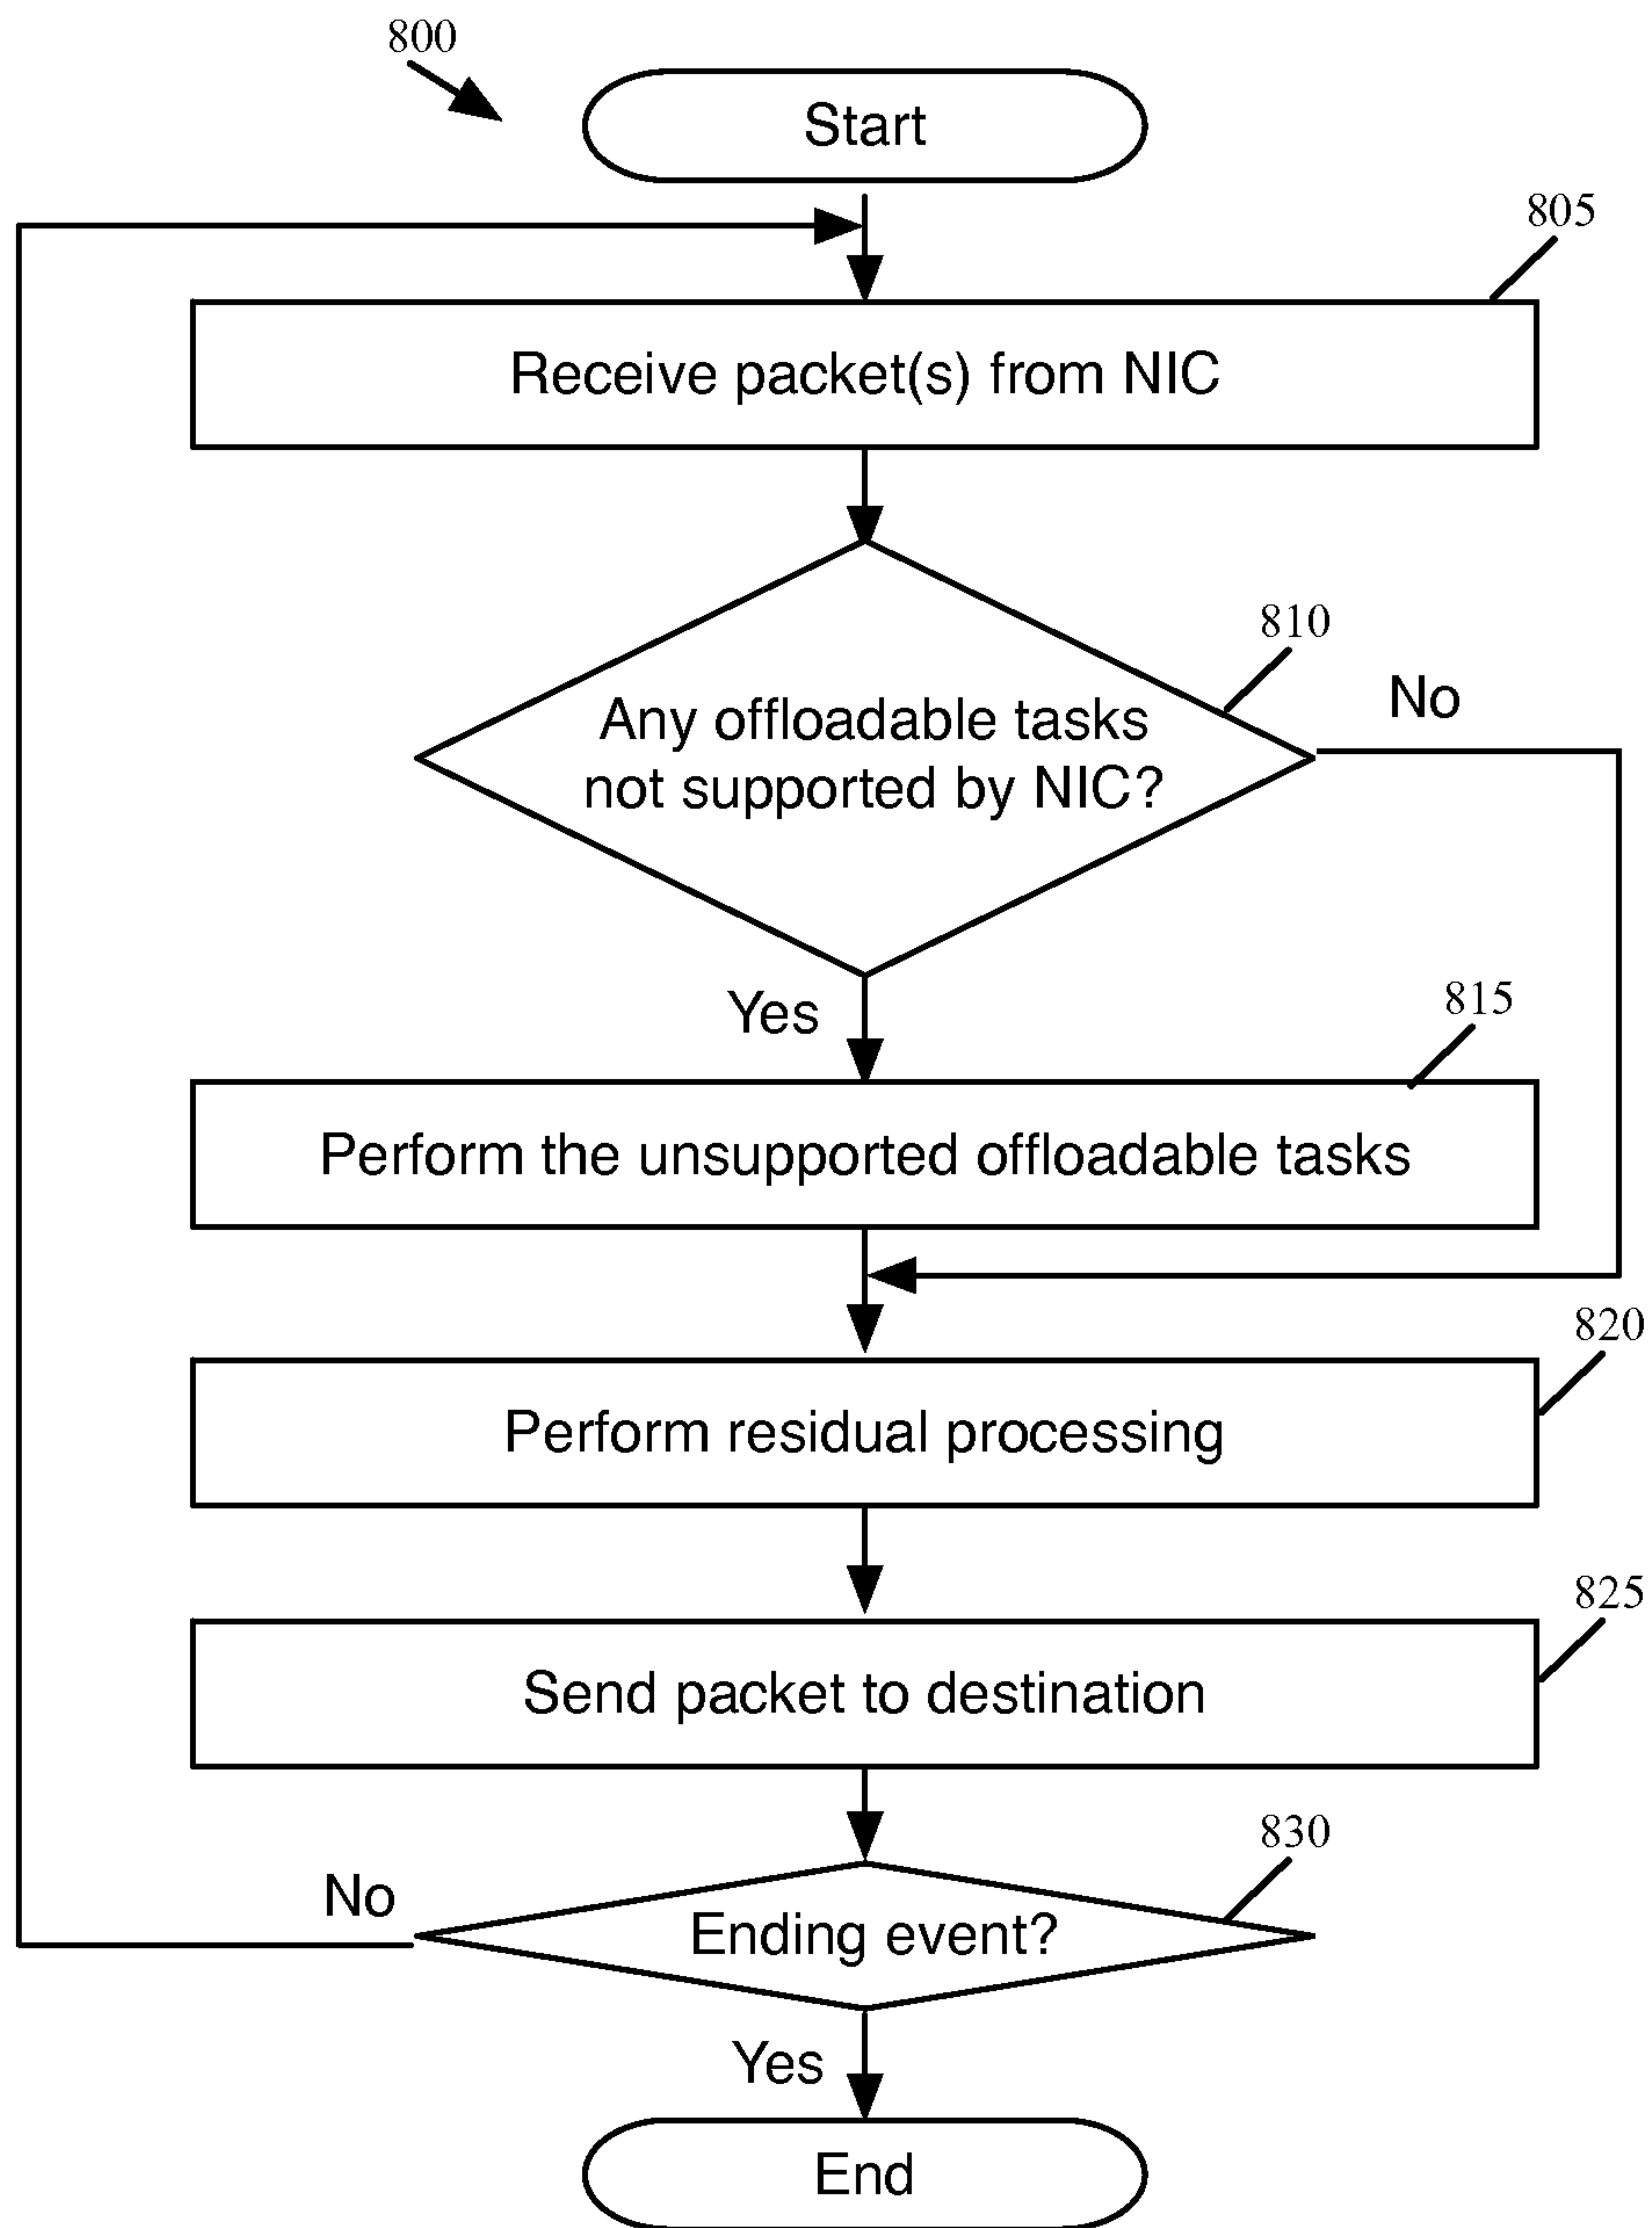 800
Start
805
Receive packet(s) from NIC
810
No
Any offloadable tasks
not supported by NIC?
Yes
815
Perform the unsupported offloadable tasks
820
Perform residual processing
825
Send packet to destination
830
No
Ending event?
Yes
End